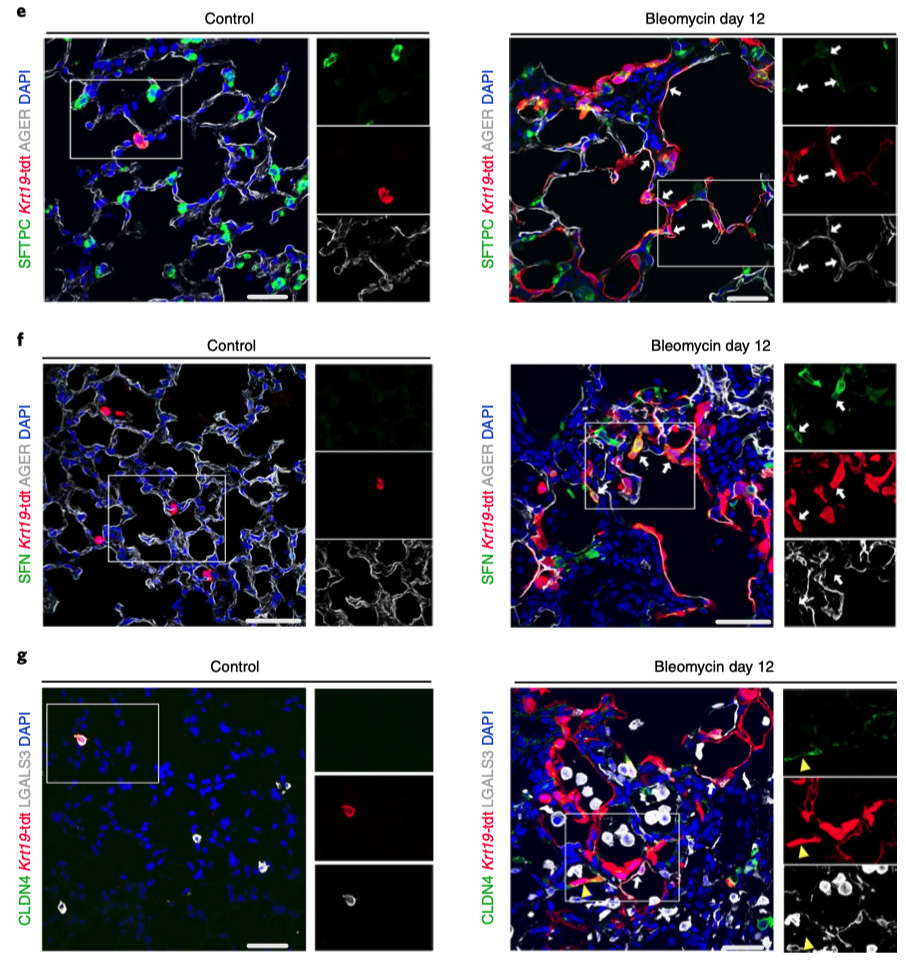 e
Control
Bleomycin day 12
SFTPC Krt19-tdt AGER DAPI
SFTPC Krt19-tdt AGER DAPI
f
Control
Bleomycin day 12
SFN Krt19-tdt AGER DAPI
SFN Krt19-tdt AGER DAPI
g
Control
Bleomycin day 12
CLDN4 Krt19-tdt LGALS3 DAPI
CLDN4 Krt19-tdt LGALS3 DAPI